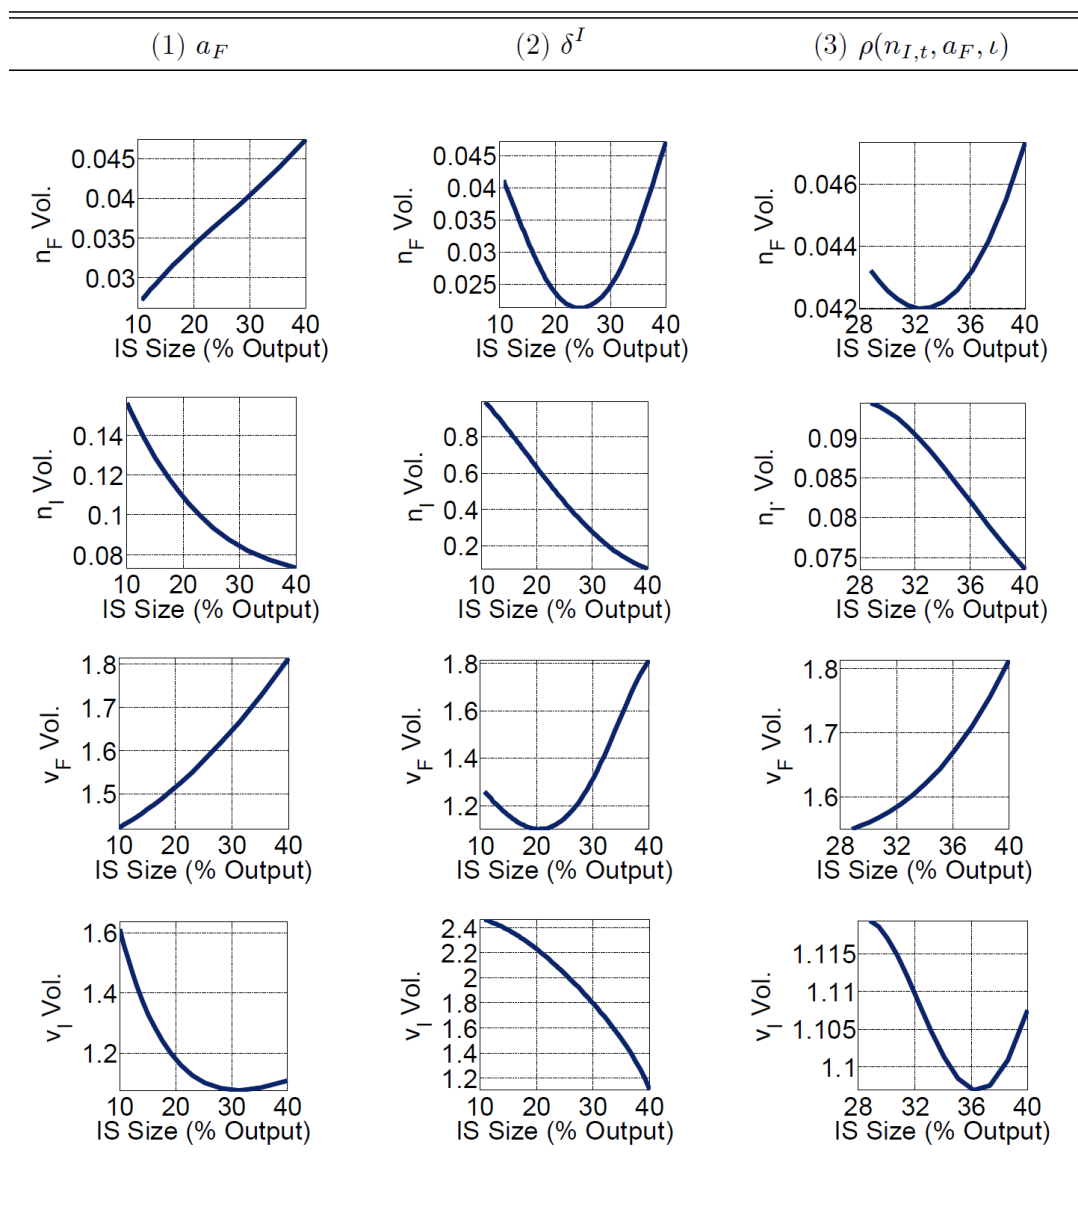 (1) a_F (2) δ^I (3) ρ(n_{I,t}, a_F, ι)
n_F Vol.
0.045
0.04
0.035
0.03
10 20 30 40
IS Size (% Output)
n_F Vol.
0.045
0.04
0.035
0.03
0.025
10 20 30 40
IS Size (% Output)
n_F Vol.
0.046
0.044
0.042
28 32 36 40
IS Size (% Output)
n_I Vol.
0.14
0.12
0.1
0.08
10 20 30 40
IS Size (% Output)
n_I Vol.
0.8
0.6
0.4
0.2
10 20 30 40
IS Size (% Output)
n_I. Vol.
0.09
0.085
0.08
0.075
28 32 36 40
IS Size (% Output)
v_F Vol.
1.8
1.7
1.6
1.5
10 20 30 40
IS Size (% Output)
v_F Vol.
1.8
1.6
1.4
1.2
10 20 30 40
IS Size (% Output)
v_F Vol.
1.8
1.7
1.6
28 32 36 40
IS Size (% Output)
v_I Vol.
1.6
1.4
1.2
10 20 30 40
IS Size (% Output)
v_I Vol.
2.4
2.2
2
1.8
1.6
1.4
1.2
10 20 30 40
IS Size (% Output)
v_I Vol.
1.115
1.11
1.105
1.1
28 32 36 40
IS Size (% Output)